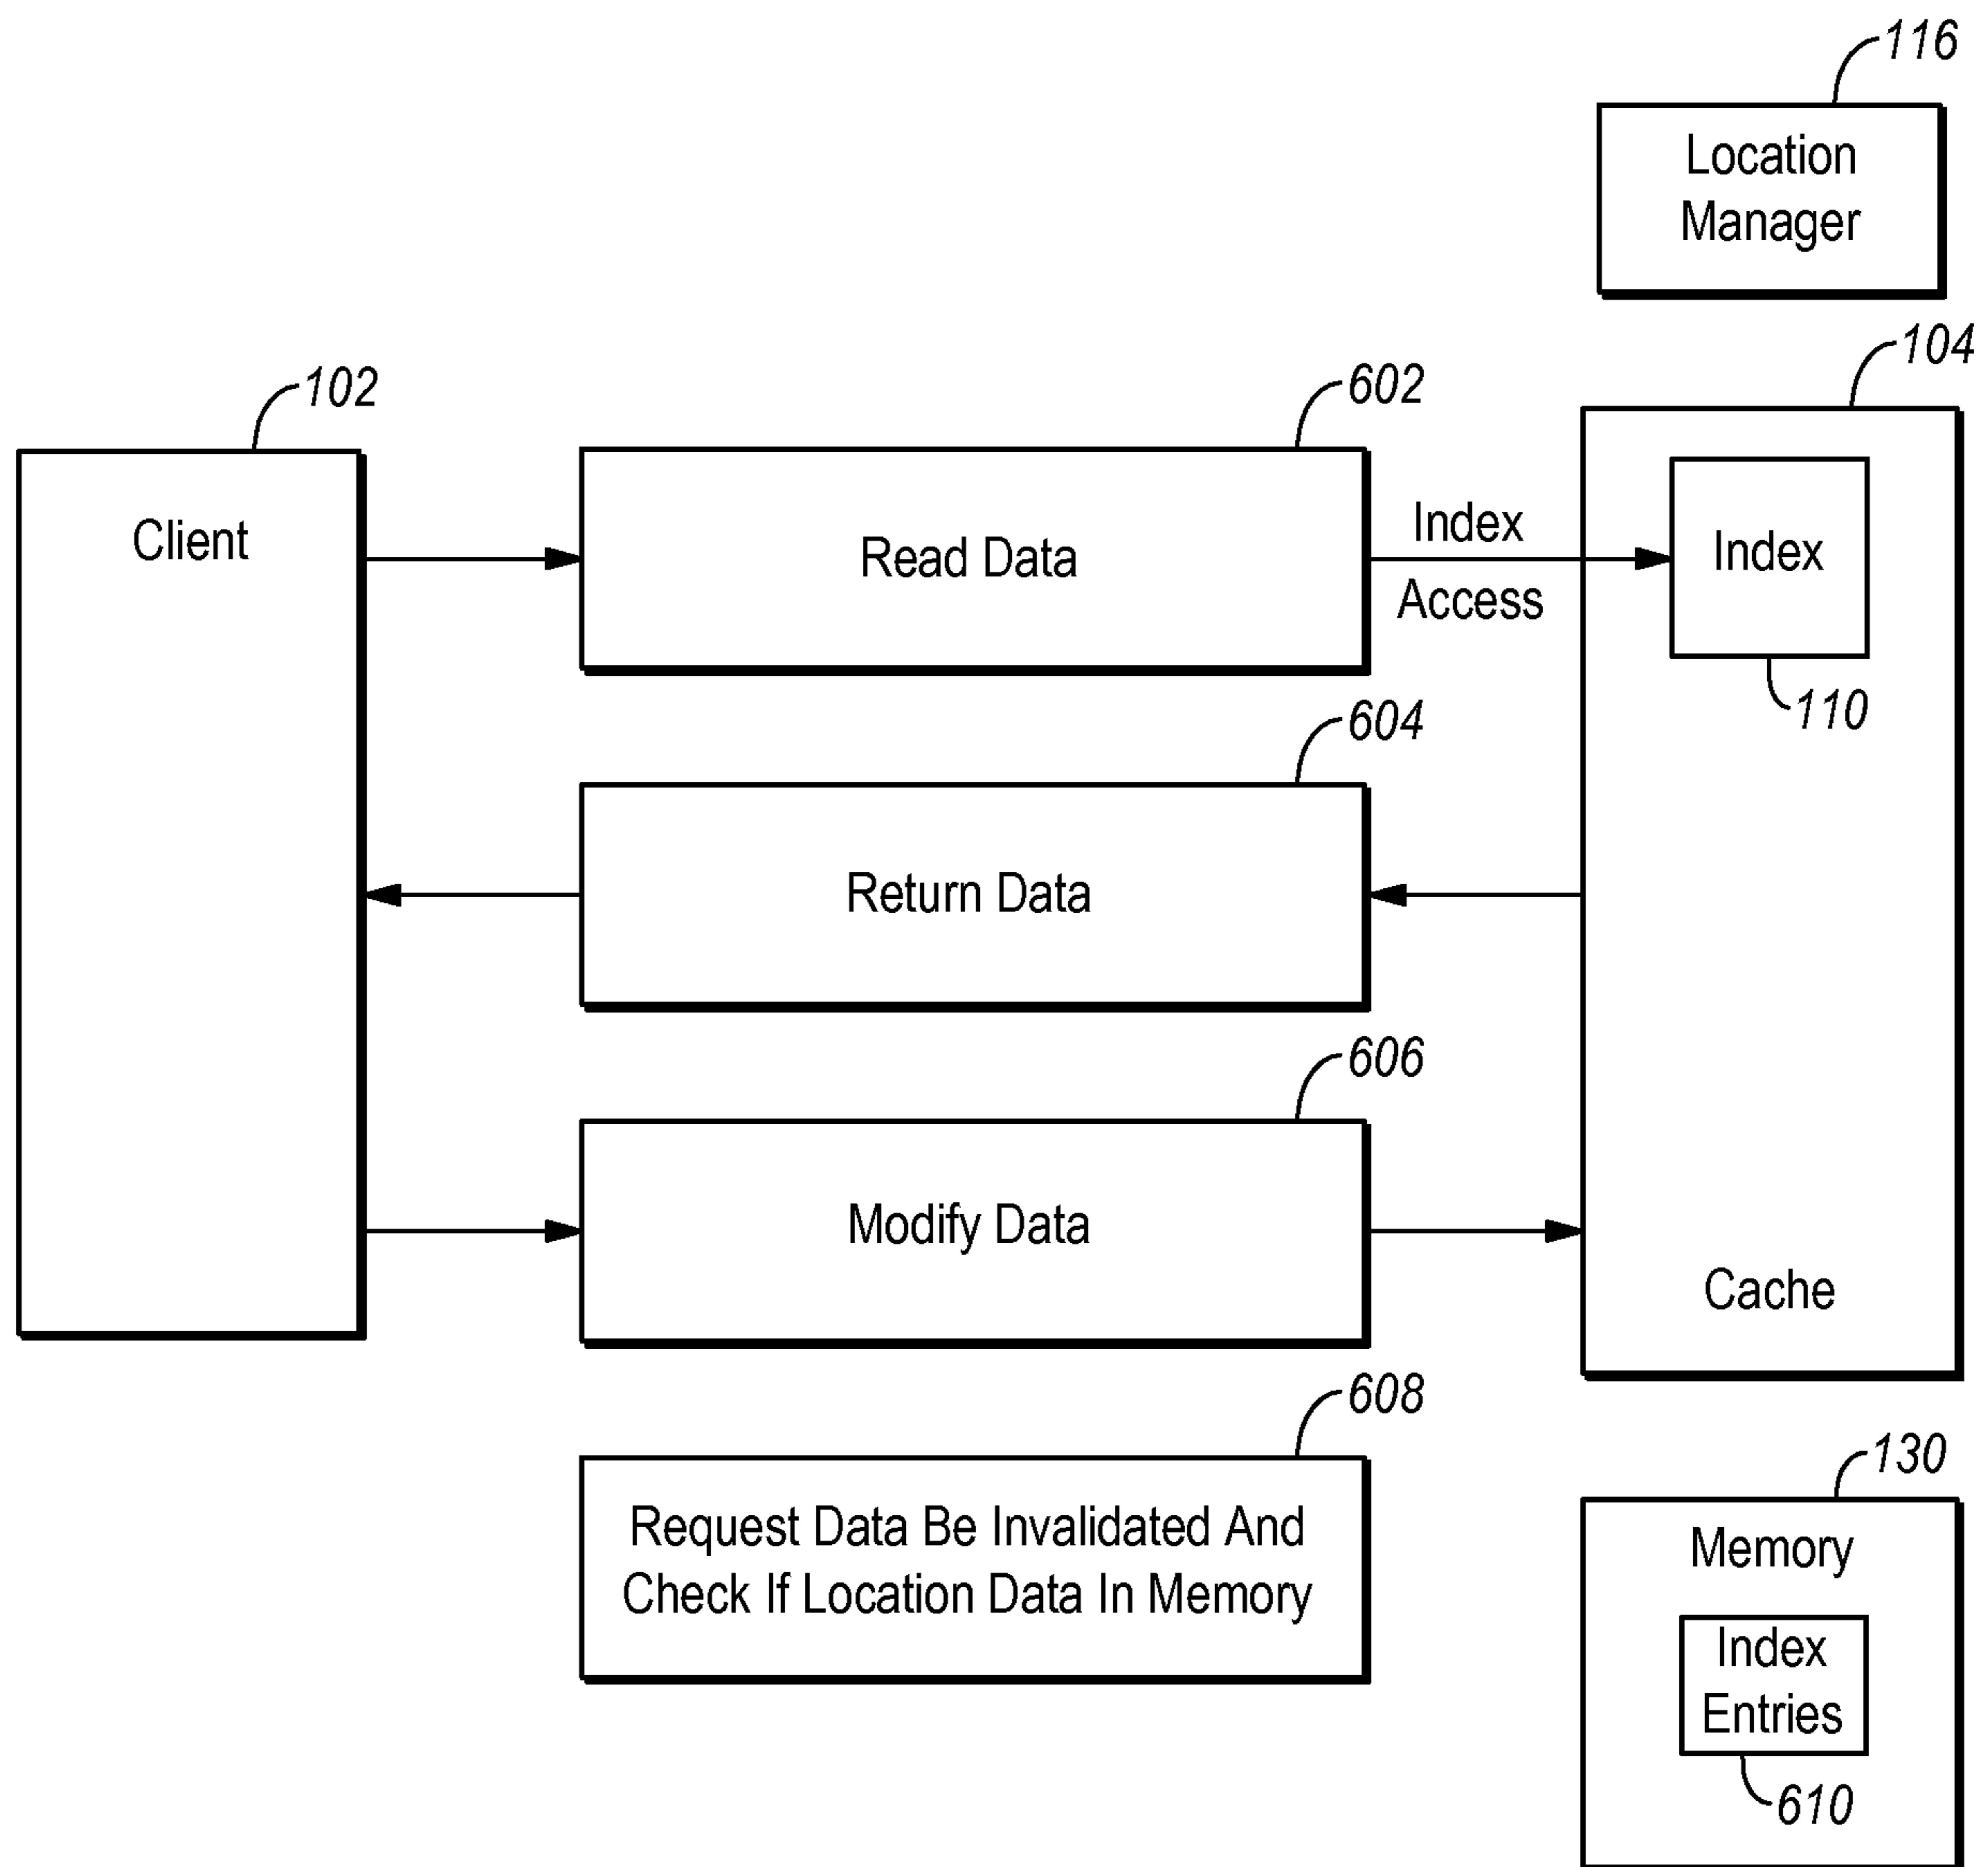 116
Location
Manager
104
102
602
Client
Read Data
Index
Access
Index
110
604
Return Data
606
Modify Data
Cache
608
Request Data Be Invalidated And
Check If Location Data In Memory
130
Memory
Index
Entries
610